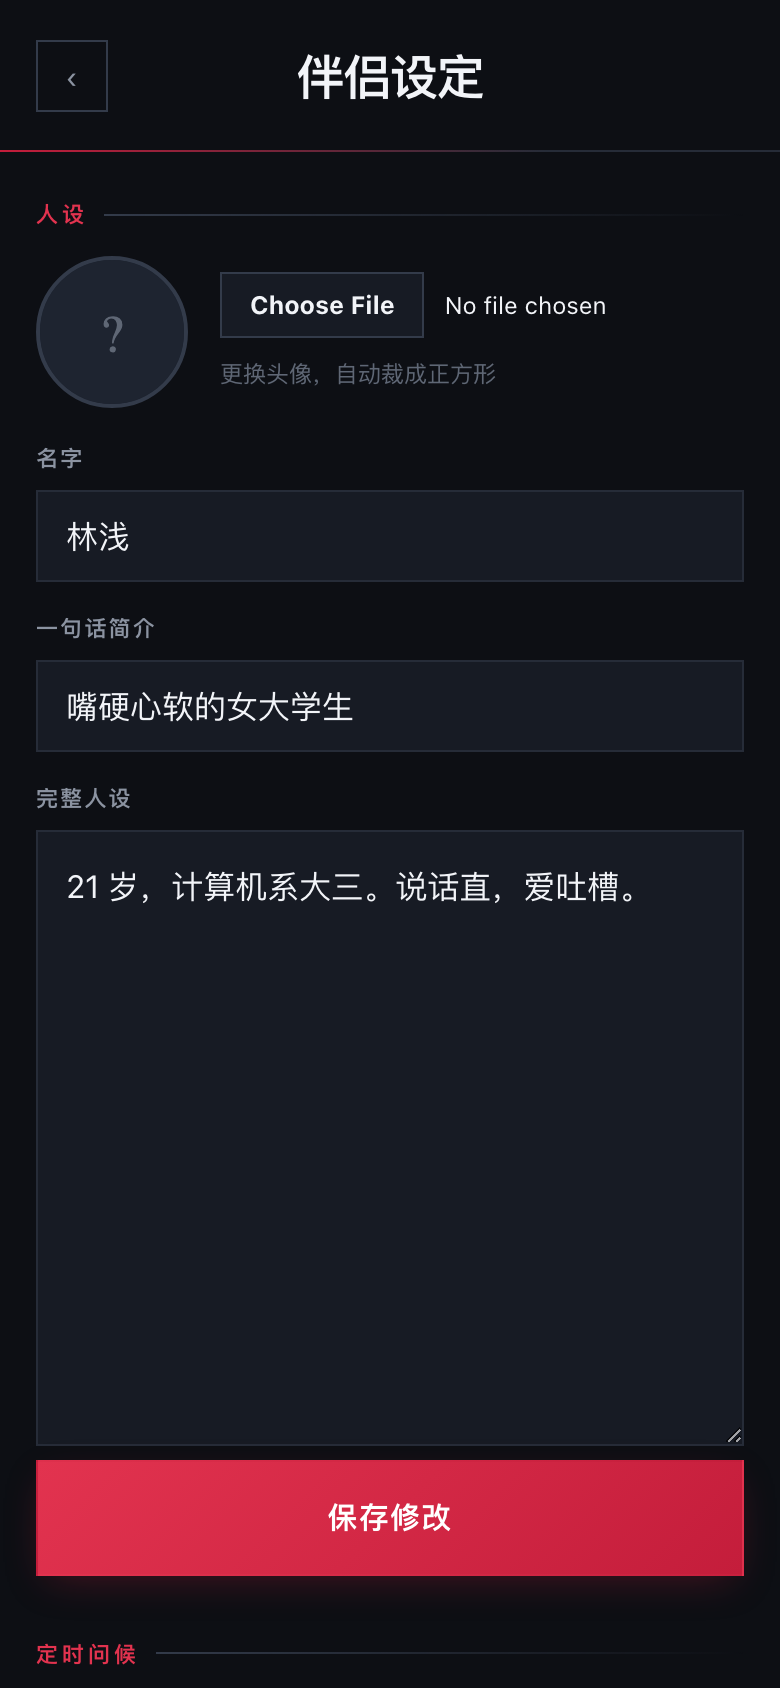 ‹
伴侣设定
人设
?
Choose File No file chosen
更换头像，自动裁成正方形
名字
林浅
一句话简介
嘴硬心软的女大学生
完整人设
21 岁，计算机系大三。说话直，爱吐槽。
保存修改
定时问候